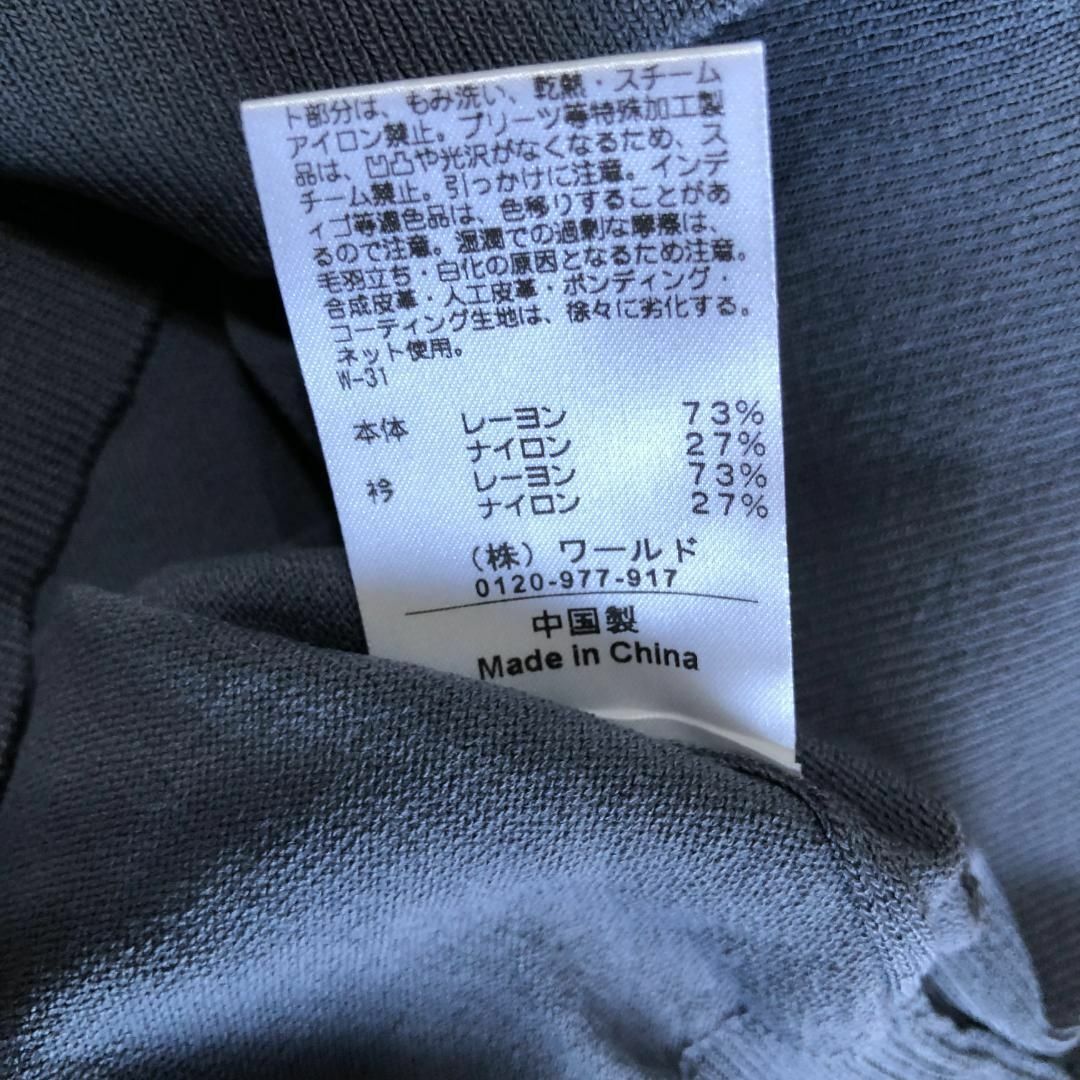 ト部分は、もみ洗い、乾熱・スチーム
アイロン禁止。プリーツ等特殊加工製
品は、凹凸や光沢がなくなるため、ス
チーム禁止。引っかけに注意。インデ
ィゴ等濃色品は、色移りすることがあ
るので注意。湿潤での過剰な摩擦は、
毛羽立ち・白化の原因となるため注意。
合成皮革・人工皮革・ボンディング・
コーティング生地は、徐々に劣化する。
ネット使用。
W-31
本体 レーヨン 73%
ナイロン 27%
衿 レーヨン 73%
ナイロン 27%
(株) ワールド
0120-977-917
中国製
Made in China